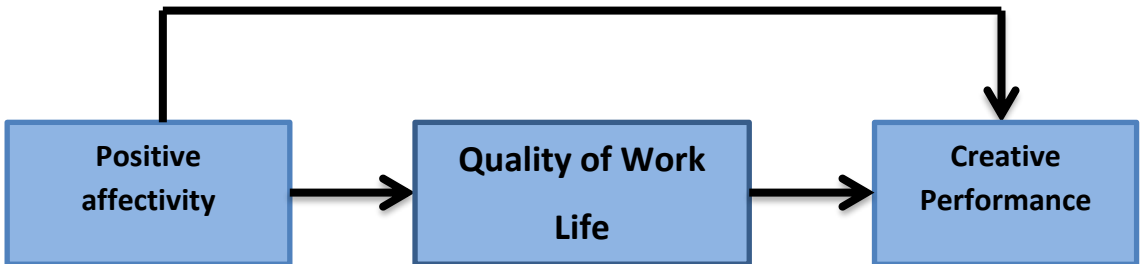 Positive
affectivity
Quality of Work
Life
Creative
Performance